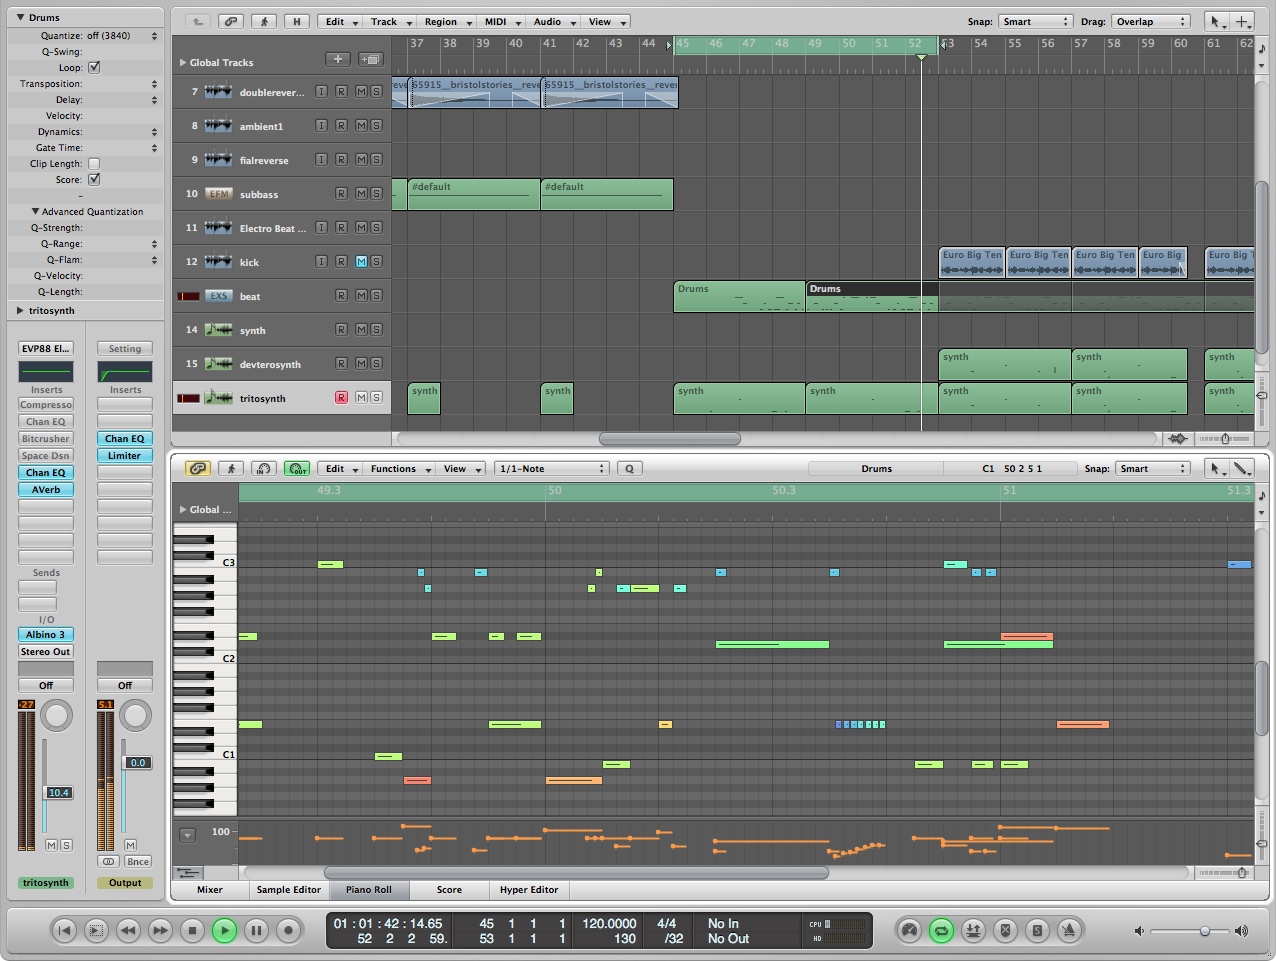 Drums
Quantize: off (3840)
Q-Swing:
Loop:
Transposition:
Delay:
Velocity:
Dynamics:
Gate Time:
Clip Length:
Score:
–
Advanced Quantization
Q-Strength:
Q-Range:
Q-Flam:
Q-Velocity:
Q-Length:
tritosynth
EVP88 El... Setting
Inserts Inserts
Compresso
Chan EQ
Bitcrusher Chan EQ
Space Dsn Limiter
Chan EQ
AVerb
Sends
I/O
Albino 3
Stereo Out
Off Off
-27 5.1
0.0
10.4
M S M
Bnce
tritosynth Output
H Edit Track Region MIDI Audio View Snap: Smart Drag: Overlap
37 38 39 40 41 42 43 44 45 46 47 48 49 50 51 52 53 54 55 56 57 58 59 60 61 62
Global Tracks
7 doublerever... I R M S 65915__bristolstories__reve 65915__bristolstories__rever
8 ambient1 I R M S
9 fialreverse I R M S
10 EFM subbass R M S #default #default
11 Electro Beat ... I R M S
12 kick I R M S Euro Big Ten Euro Big Ten Euro Big Ten Euro Big Euro Big T
EXS beat R M S Drums Drums
14 synth R M S
15 devterosynth R M S synth synth synth
tritosynth R M S synth synth synth synth synth synth synth
IN OUT Edit Functions View 1/1-Note Q Drums C1 50 2 5 1 Snap: Smart
49.3 50 50.3 51 51.3
Global ...
C3
C2
C1
100
Mixer Sample Editor Piano Roll Score Hyper Editor
01 : 01 : 42 : 14.65 45 1 1 1 120.0000 4/4 No In CPU
52 2 2 59. 53 1 1 1 130 /32 No Out HD